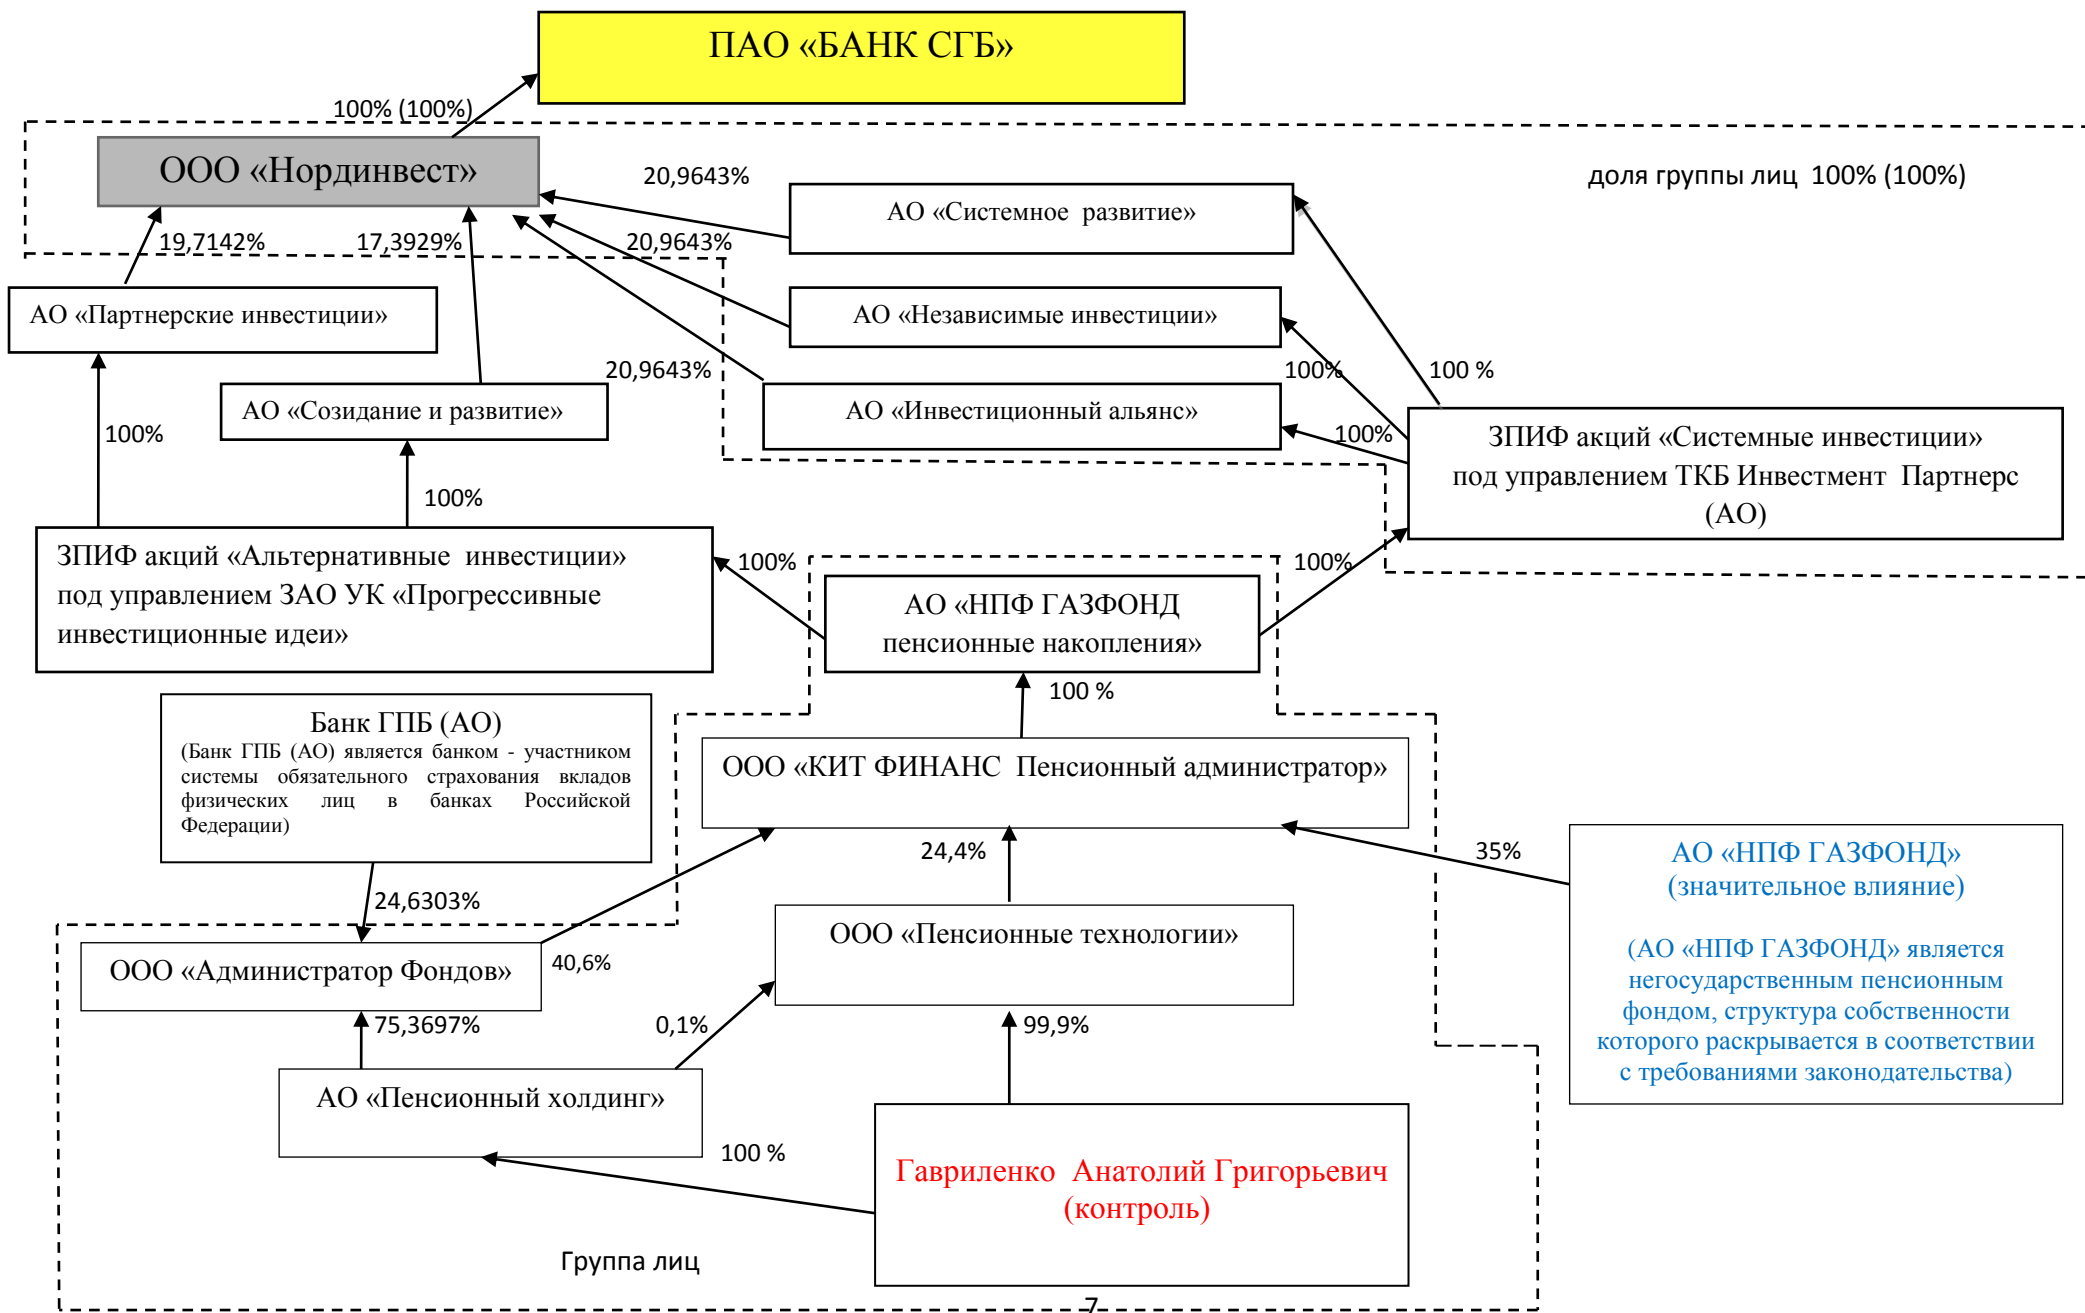 ПАО «БАНК СГБ»
100% (100%)
ООО «Нординвест»
20,9643%
доля группы лиц 100% (100%)
АО «Системное развитие»
19,7142%
17,3929%
20,9643%
АО «Партнерские инвестиции»
АО «Независимые инвестиции»
20,9643%
100%
100 %
АО «Созидание и развитие»
АО «Инвестиционный альянс»
100%
100%
ЗПИФ акций «Системные инвестиции»
под управлением ТКБ Инвестмент Партнерс
(АО)
100%
ЗПИФ акций «Альтернативные инвестиции»
под управлением ЗАО УК «Прогрессивные
инвестиционные идеи»
100%
100%
АО «НПФ ГАЗФОНД
пенсионные накопления»
100 %
Банк ГПБ (АО)
(Банк ГПБ (АО) является банком - участником
системы обязательного страхования вкладов
физических лиц в банках Российской
Федерации)
ООО «КИТ ФИНАНС Пенсионный администратор»
24,4%
35%
АО «НПФ ГАЗФОНД»
(значительное влияние)
(АО «НПФ ГАЗФОНД» является
негосударственным пенсионным
фондом, структура собственности
которого раскрывается в соответствии
с требованиями законодательства)
24,6303%
ООО «Пенсионные технологии»
ООО «Администратор Фондов»
40,6%
75,3697%
0,1%
99,9%
АО «Пенсионный холдинг»
100 %
Гавриленко Анатолий Григорьевич
(контроль)
Группа лиц
7